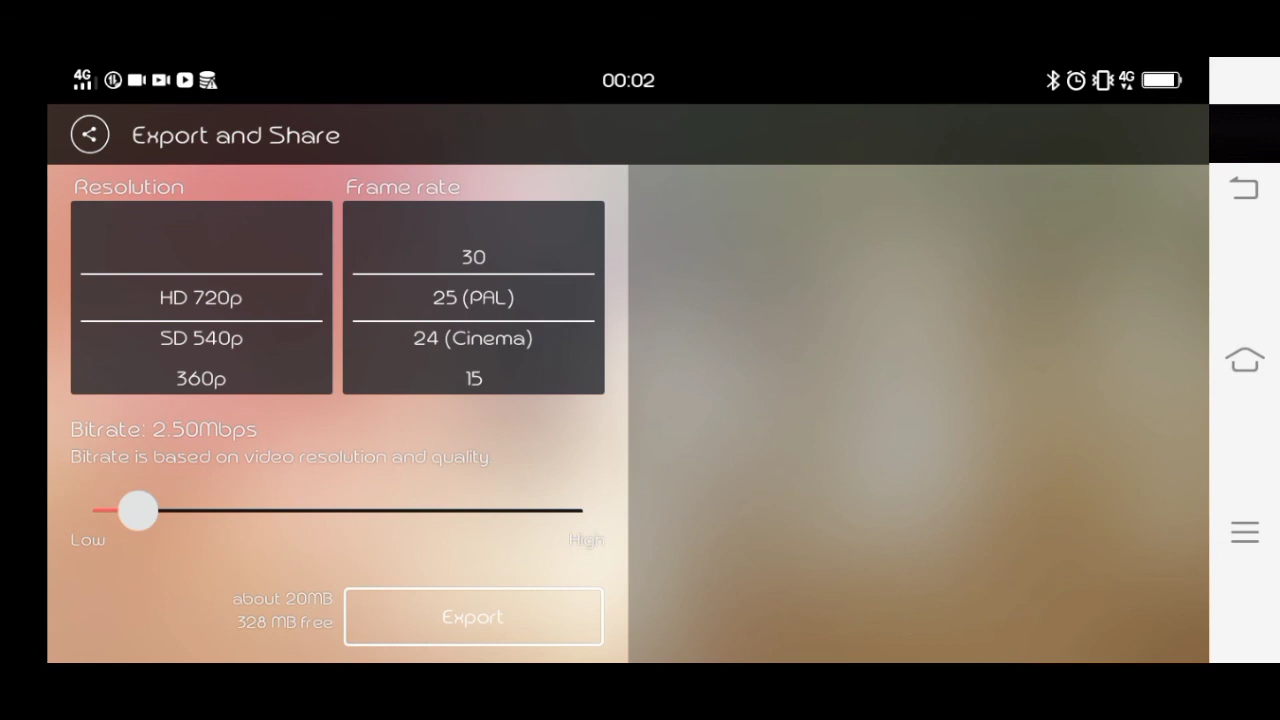 4G 00:02 4G
Export and Share
Resolution Frame rate
30
HD 720p 25 (PAL)
SD 540p 24 (Cinema)
360p 15
Bitrate: 2.50Mbps
Bitrate is based on video resolution and quality.
Low High
about 20MB
328 MB free
Export